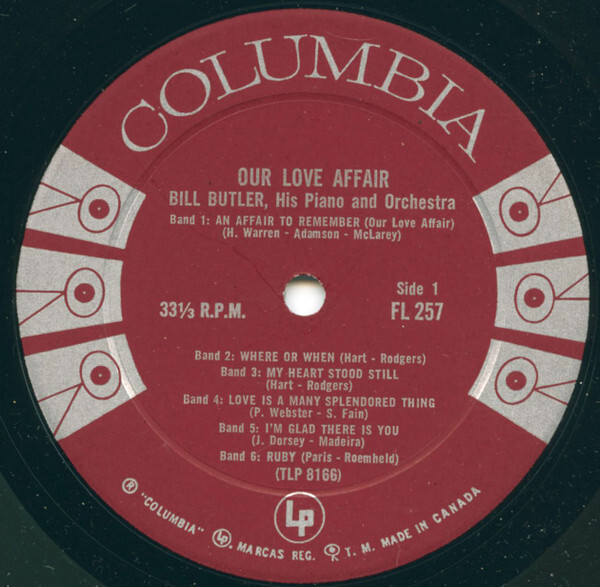 COLUMBIA
OUR LOVE AFFAIR
BILL BUTLER, His Piano and Orchestra
Band 1: AN AFFAIR TO REMEMBER (Our Love Affair)
(H. Warren - Adamson - McLarey)
33⅓ R.P.M.
Side 1
FL 257
Band 2: WHERE OR WHEN (Hart - Rodgers)
Band 3: MY HEART STOOD STILL
(Hart - Rodgers)
Band 4: LOVE IS A MANY SPLENDORED THING
(P. Webster - S. Fain)
Band 5: I'M GLAD THERE IS YOU
(J. Dorsey - Madeira)
Band 6: RUBY (Paris - Roemheld)
(TLP 8166)
LP
® "COLUMBIA" LP. MARCAS REG. T. M. MADE IN CANADA